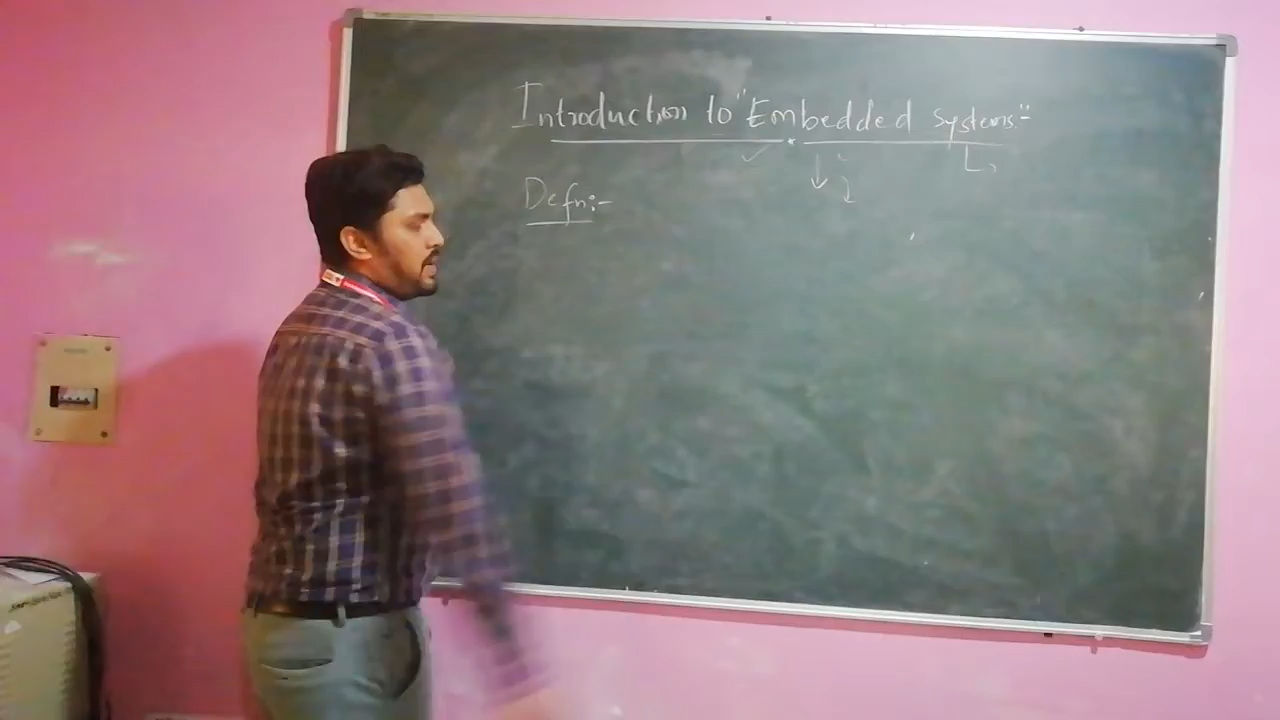 Introduction to "Embedded systems":-
Defn:-